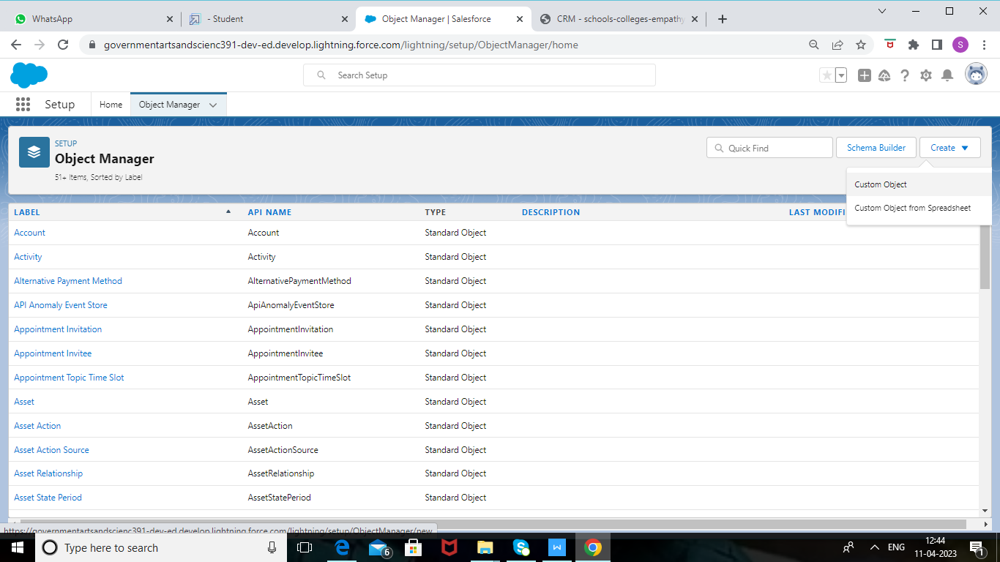 WhatsApp
- Student
Object Manager | Salesforce
CRM - schools-colleges-empathy
governmentartsandscienc391-dev-ed.develop.lightning.force.com/lightning/setup/ObjectManager/home
S
Search Setup
Setup
Home
Object Manager
SETUP
Object Manager
51+ Items, Sorted by Label
Quick Find
Schema Builder
Create
Custom Object
Custom Object from Spreadsheet
LABEL API NAME TYPE DESCRIPTION LAST MODIFI
Account Account Standard Object
Activity Activity Standard Object
Alternative Payment Method AlternativePaymentMethod Standard Object
API Anomaly Event Store ApiAnomalyEventStore Standard Object
Appointment Invitation AppointmentInvitation Standard Object
Appointment Invitee AppointmentInvitee Standard Object
Appointment Topic Time Slot AppointmentTopicTimeSlot Standard Object
Asset Asset Standard Object
Asset Action AssetAction Standard Object
Asset Action Source AssetActionSource Standard Object
Asset Relationship AssetRelationship Standard Object
Asset State Period AssetStatePeriod Standard Object
https://governmentartsandscienc391-dev-ed.develop.lightning.force.com/lightning/setup/ObjectManager/new
Type here to search
6
W
ENG
12:44
11-04-2023
1